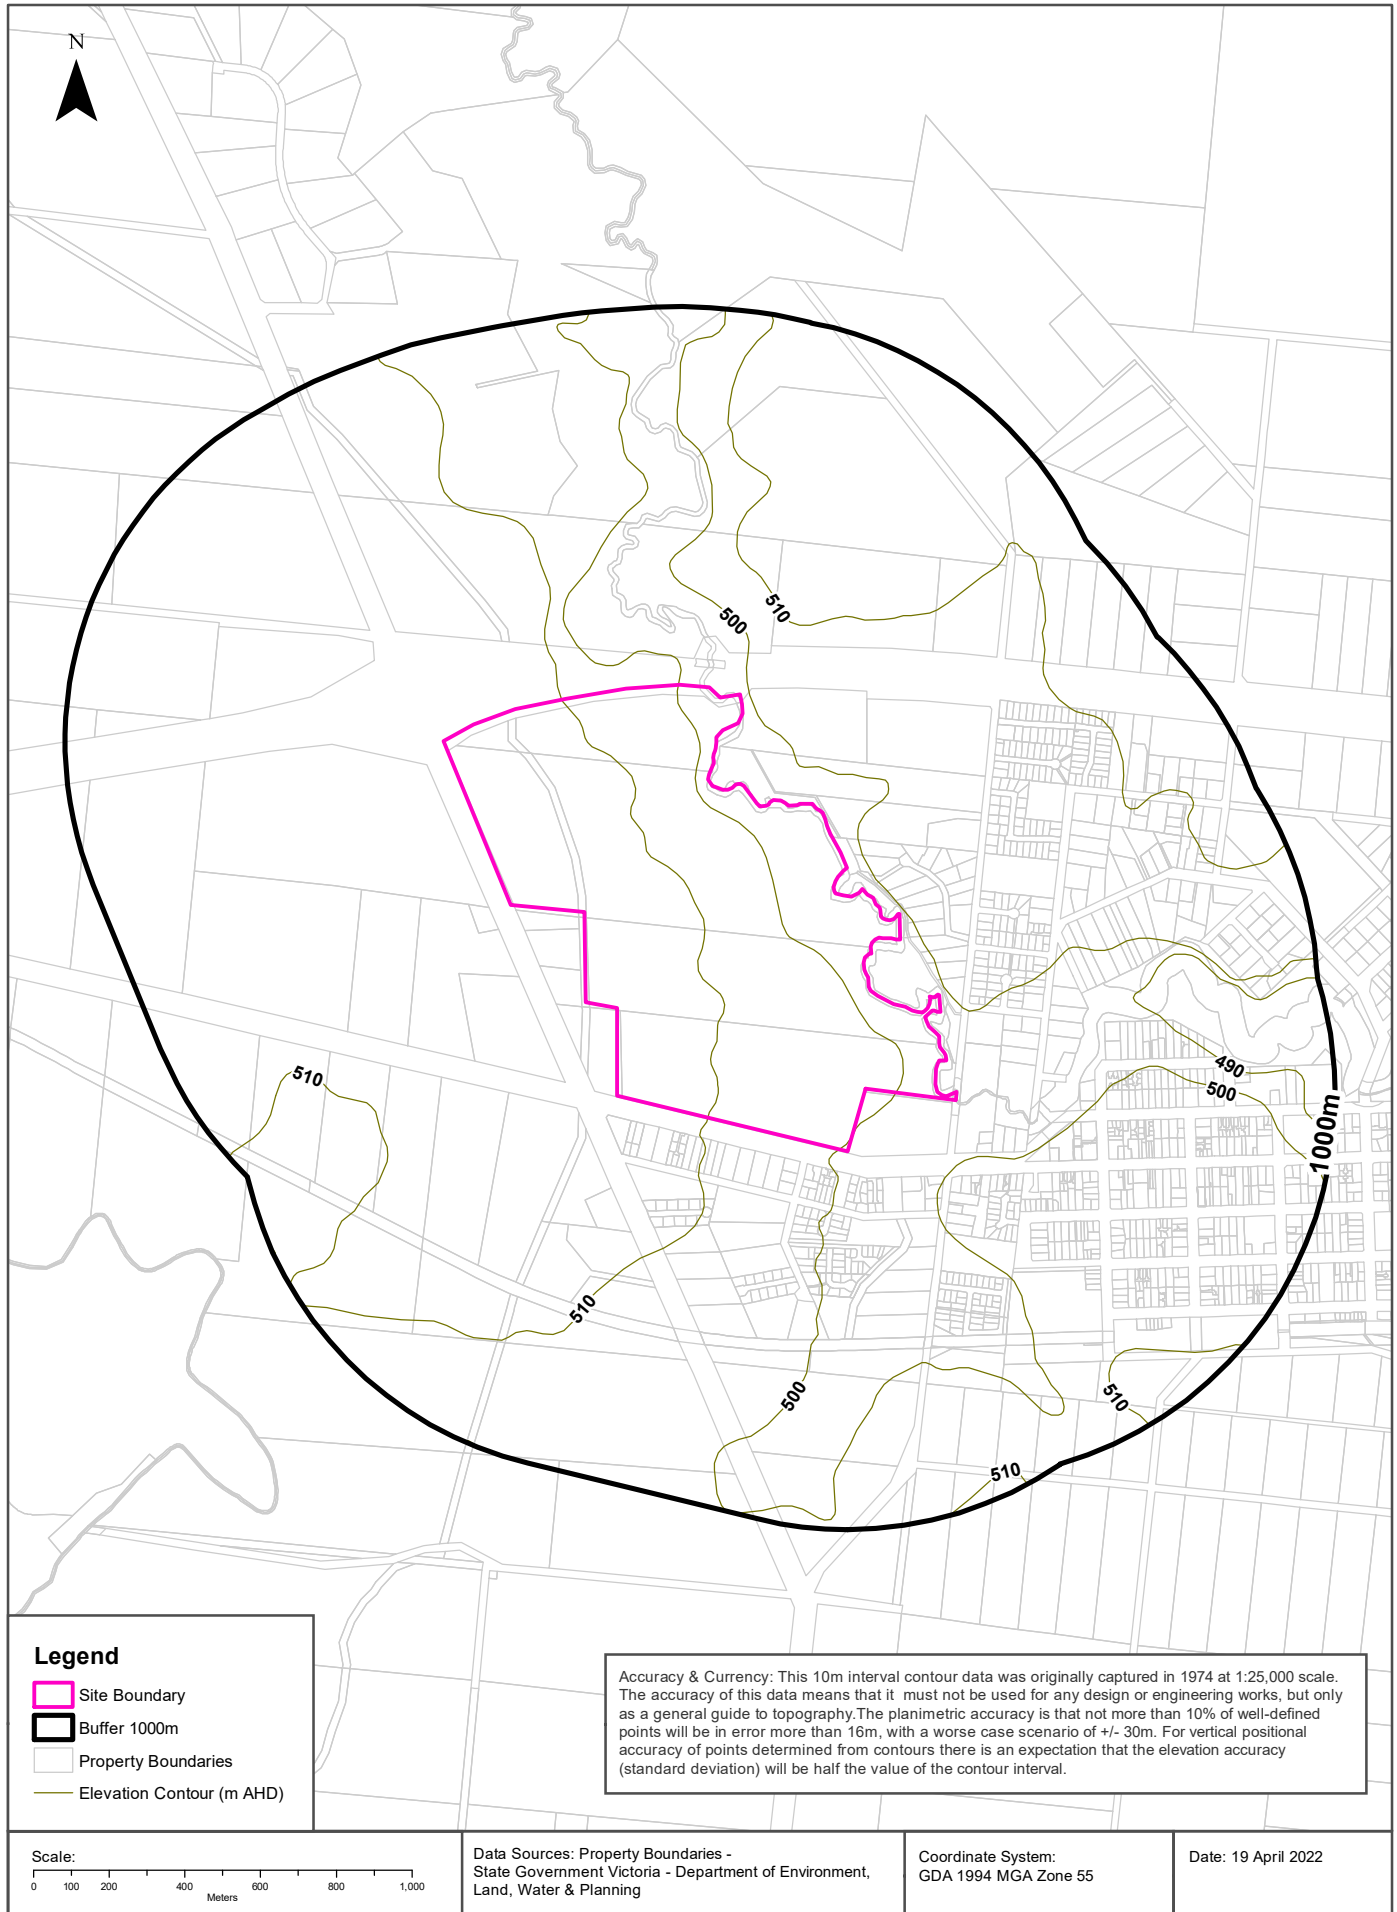 N
500
510
510
490
500
1000m
510
500
510
510
Legend
Site Boundary
Buffer 1000m
Property Boundaries
Elevation Contour (m AHD)
Accuracy & Currency: This 10m interval contour data was originally captured in 1974 at 1:25,000 scale.
The accuracy of this data means that it must not be used for any design or engineering works, but only
as a general guide to topography.The planimetric accuracy is that not more than 10% of well-defined
points will be in error more than 16m, with a worse case scenario of +/- 30m. For vertical positional
accuracy of points determined from contours there is an expectation that the elevation accuracy
(standard deviation) will be half the value of the contour interval.
Scale:
0 100 200 400 600 800 1,000
Meters
Data Sources: Property Boundaries -
State Government Victoria - Department of Environment,
Land, Water & Planning
Coordinate System:
GDA 1994 MGA Zone 55
Date: 19 April 2022